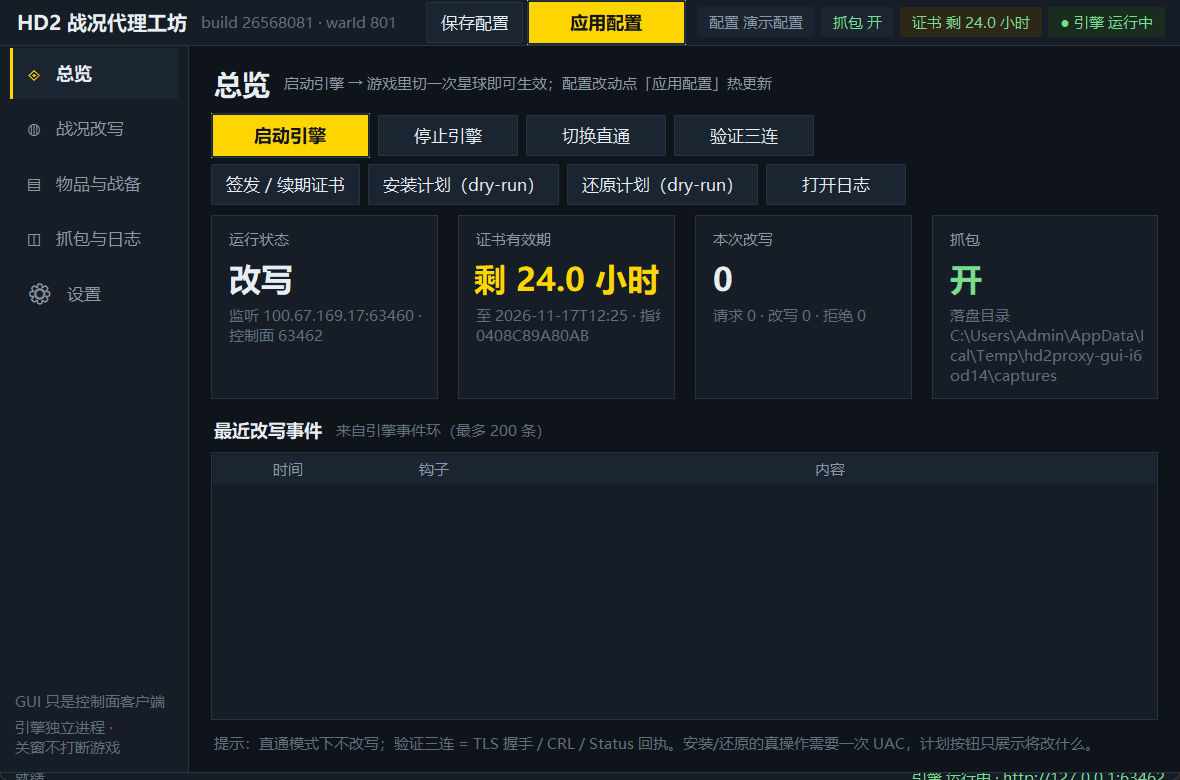 HD2 战况代理工坊 build 26568081 · warld 801 保存配置 应用配置 配置 演示配置 抓包 开 证书 剩 24.0 小时 ● 引擎 运行中
总览
战况改写
物品与战备
抓包与日志
设置
总览 启动引擎 → 游戏里切一次星球即可生效；配置改动点「应用配置」热更新
启动引擎 停止引擎 切换直通 验证三连
签发 / 续期证书 安装计划（dry-run） 还原计划（dry-run） 打开日志
运行状态
改写
监听 100.67.169.17:63460 ·
控制面 63462
证书有效期
剩 24.0 小时
至 2026-11-17T12:25 · 指
0408C89A80AB
本次改写
0
请求 0 · 改写 0 · 拒绝 0
抓包
开
落盘目录
C:\Users\Admin\AppData\
cal\Temp\hd2proxy-gui-i6
od14\captures
最近改写事件 来自引擎事件环（最多 200 条）
时间 钩子 内容
提示：直通模式下不改写；验证三连 = TLS 握手 / CRL / Status 回执。安装/还原的真操作需要一次 UAC，计划按钮只展示将改什么。
GUI 只是控制面客户端
引擎独立进程 ·
关窗不打断游戏
就绪 引擎 运行中 · http://127.0.0.1:63462